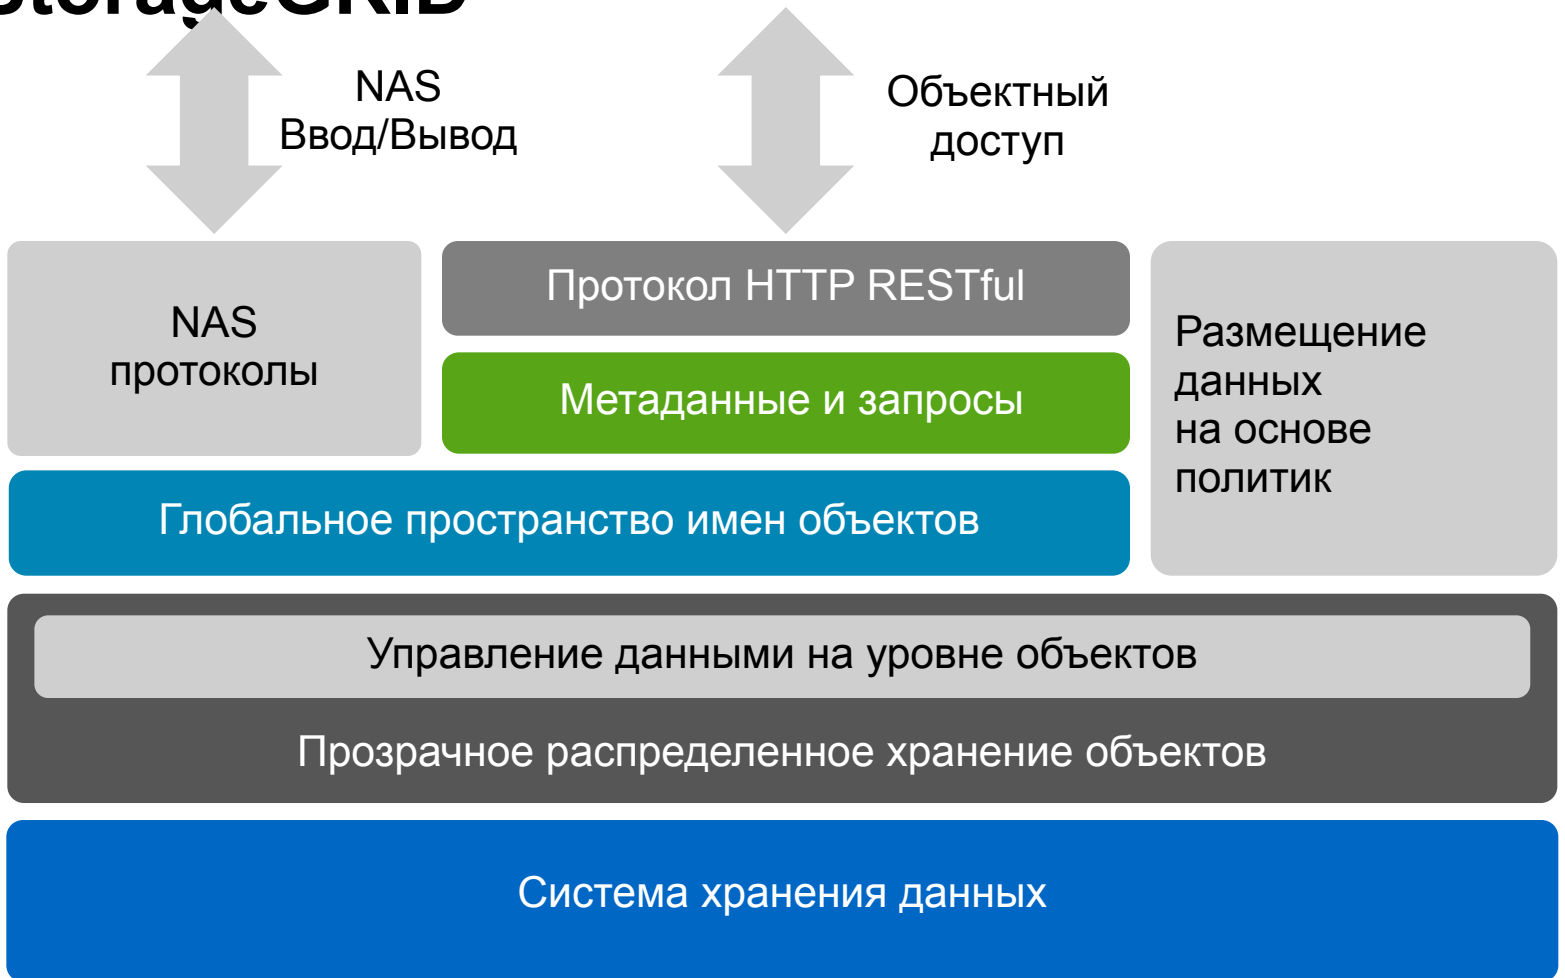 StorageGRID
NAS
Ввод/Вывод
Объектный
доступ
NAS
протоколы
Протокол HTTP RESTful
Метаданные и запросы
Размещение
данных
на основе
политик
Глобальное пространство имен объектов
Управление данными на уровне объектов
Прозрачное распределенное хранение объектов
Система хранения данных